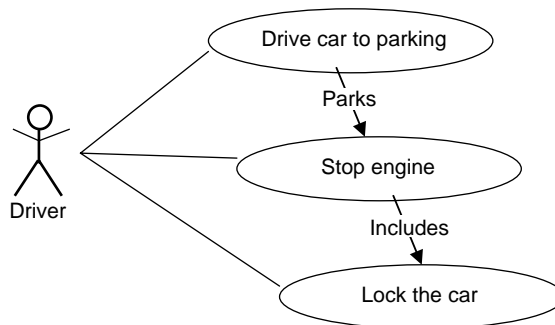 Drive car to parking
Parks
Stop engine
Driver
Includes
Lock the car